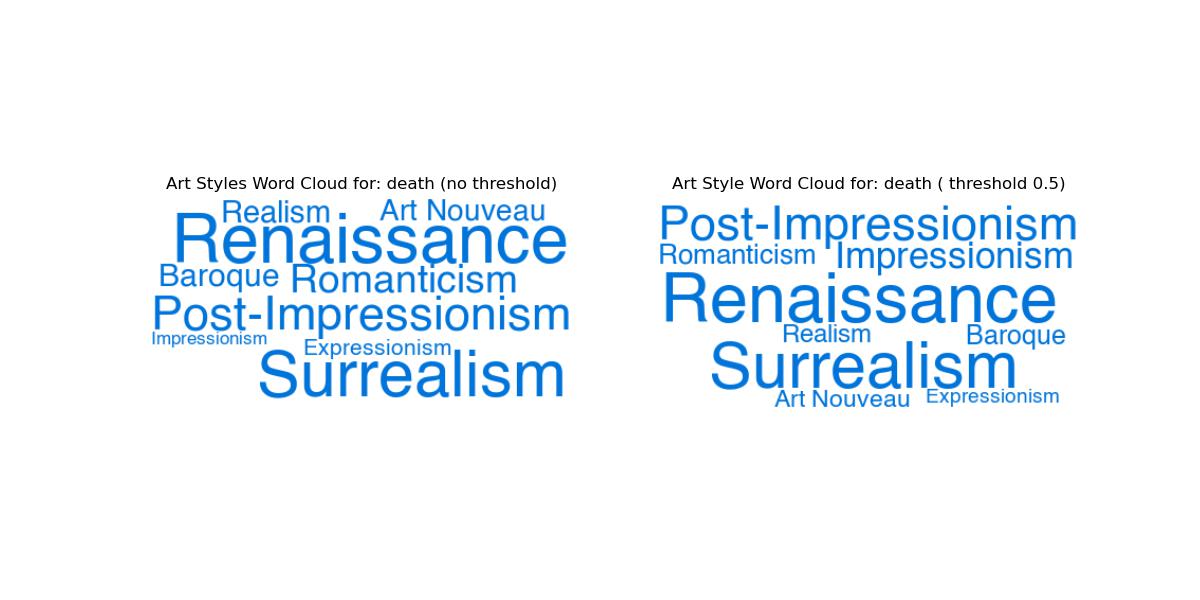 Art Styles Word Cloud for: death (no threshold)
Realism Art Nouveau
Renaissance
Baroque Romanticism
Post-Impressionism
Impressionism Expressionism
Surrealism
Art Style Word Cloud for: death ( threshold 0.5)
Post-Impressionism
Romanticism Impressionism
Renaissance
Realism Baroque
Surrealism
Art Nouveau Expressionism